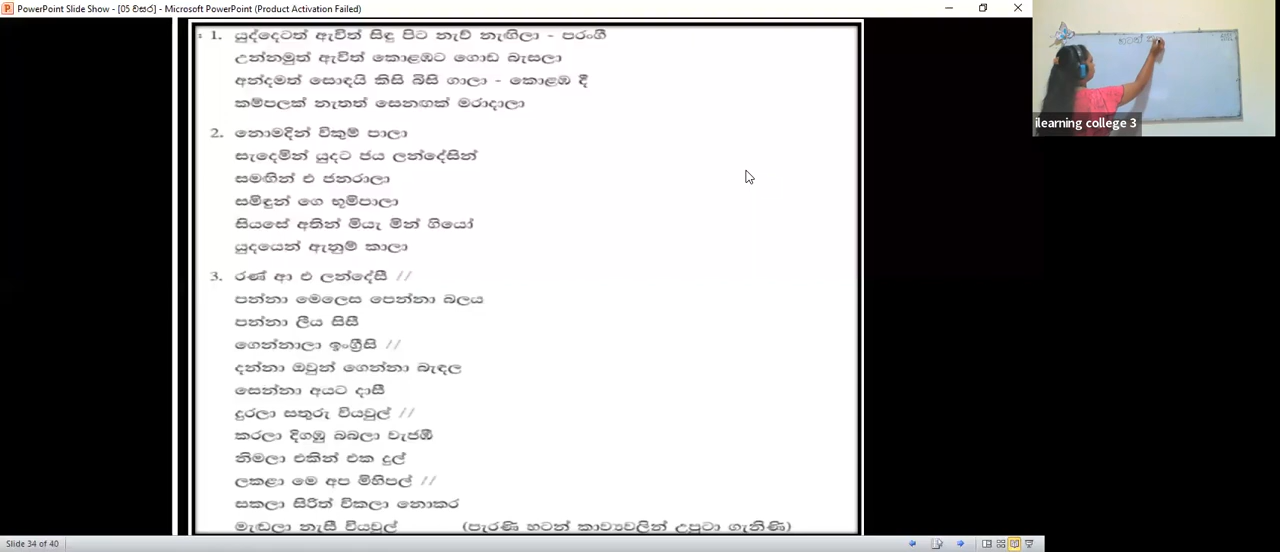 PowerPoint Slide Show - [05 වසර] - Microsoft PowerPoint (Product Activation Failed)
1. යුද්දෙටත් ඇවිත් සිඳු පිට නැව් නැඟිලා - පරංගී
උන්නමුත් ඇවිත් කොළඹට ගොඩ බැසලා
අන්දමත් සොඳයි කිසි බිසි ගාලා - කොළඹ දී
කම්පලක් නැතත් සෙනඟක් මරාදාලා
2. නොමදින් විකුම් පාලා
සැදෙමින් යුදට ජය ලන්දේසින්
සමඟින් එ ජනරාලා
සමිඳුන් ගෙ භූමිපාලා
සියසේ අතින් මියැ මින් ගියෝ
යුදයෙන් ඇනුම් කාලා
3. රණ් ආ එ ලන්දේසී //
පන්නා මෙලෙස පෙන්නා බලය
පන්නා ලීය සිසී
ගෙන්නාලා ඉංග්‍රීසි //
දන්නා ඔවුන් ගෙන්නා බැඳල
සෙන්නා අයට දාසී
දුරලා සතුරු වියවුල් //
කරලා දිගඹු බබලා වැජඹී
නිමලා එකින් එක දුල්
ලකළා මෙ අප මිහිපල් //
සකලා සිරිත් විකලා නොකර
මැඬලා නැසී වියවුල් (පැරණි හටන් කාව්‍යවලින් උපුටා ගැනිණි)
ilearning college 3
හටන්
Slide 34 of 40